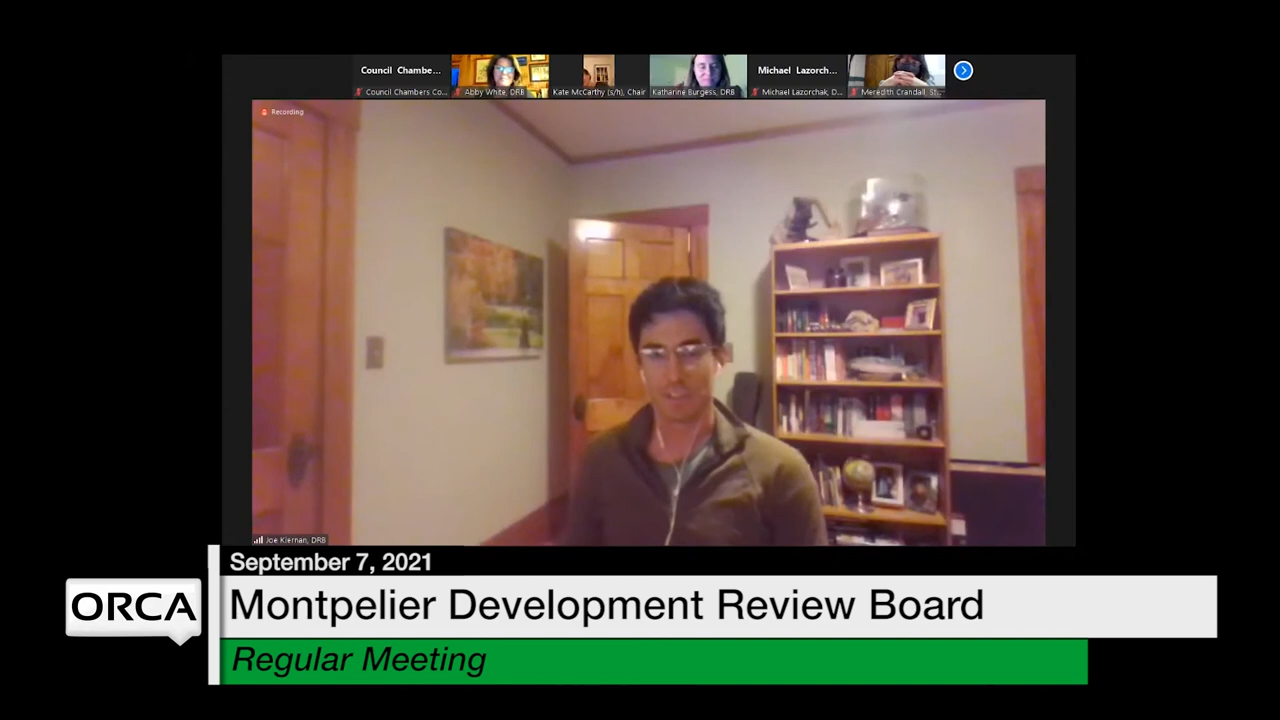 Council Chambe...
Michael Lazorch...
Council Chambers Co...
Abby White, DRB
Kate McCarthy (s/h), Chair
Katharine Burgess, DRB
Michael Lazorchak, D...
Meredith Crandall, St...
Recording
Joe Kiernan, DRB
September 7, 2021
ORCA
Montpelier Development Review Board
Regular Meeting